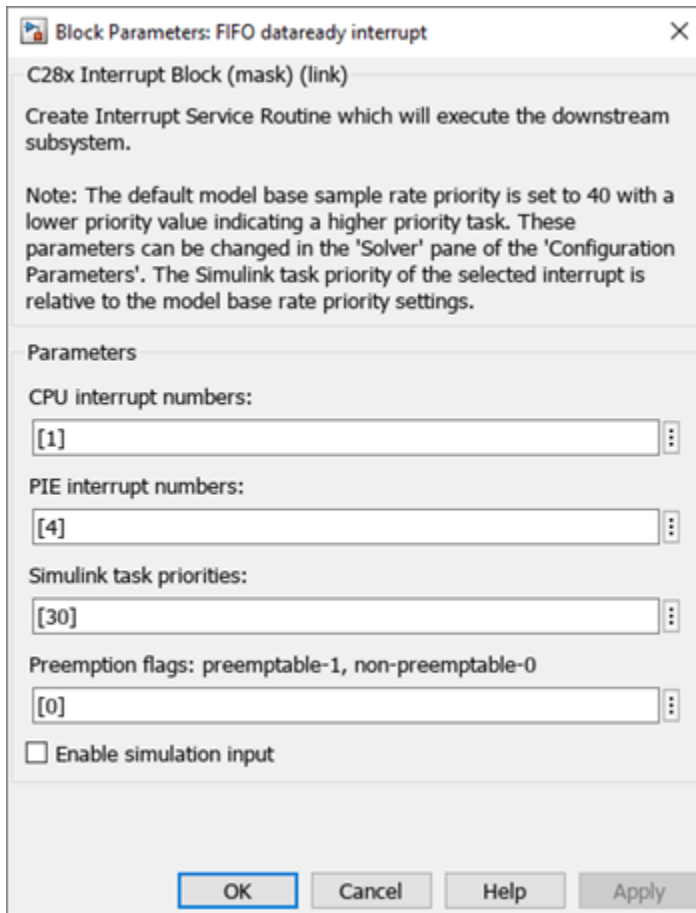 Block Parameters: FIFO dataready interrupt
C28x Interrupt Block (mask) (link)
Create Interrupt Service Routine which will execute the downstream
subsystem.
Note: The default model base sample rate priority is set to 40 with a
lower priority value indicating a higher priority task. These
parameters can be changed in the 'Solver' pane of the 'Configuration
Parameters'. The Simulink task priority of the selected interrupt is
relative to the model base rate priority settings.
Parameters
CPU interrupt numbers:
[1]
PIE interrupt numbers:
[4]
Simulink task priorities:
[30]
Preemption flags: preemptable-1, non-preemptable-0
[0]
Enable simulation input
OK
Cancel
Help
Apply